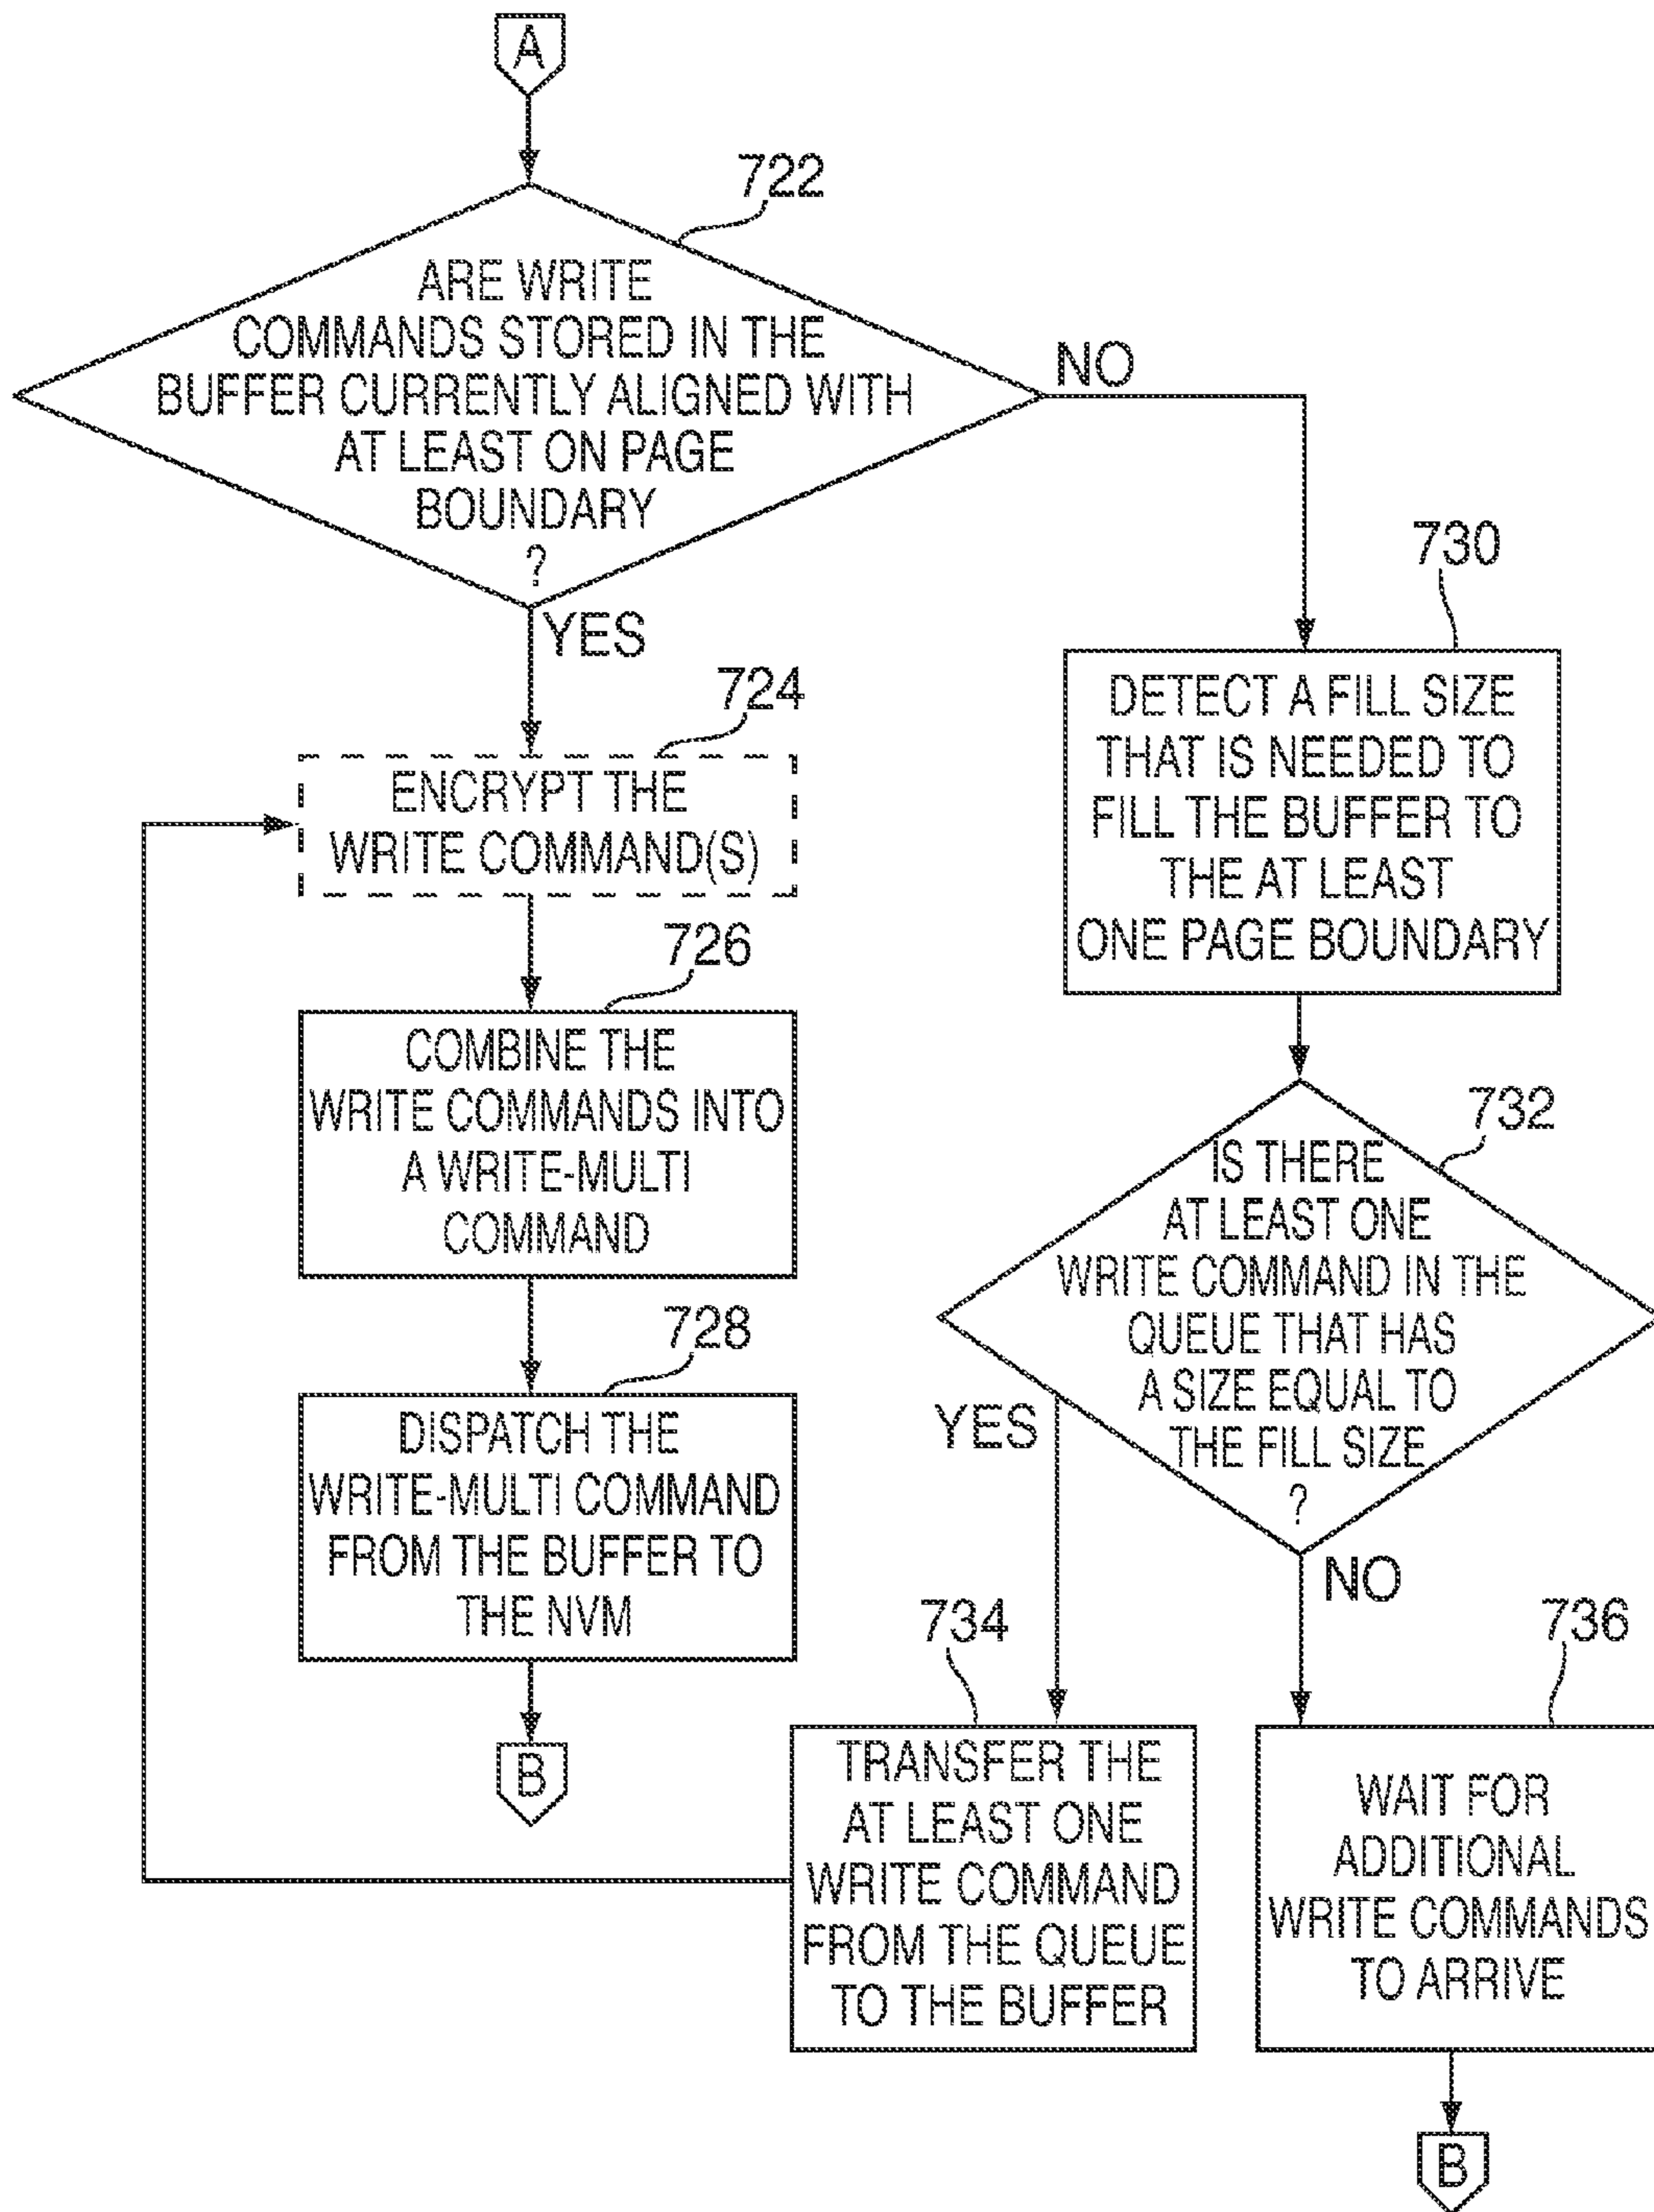 A
722
ARE WRITE
COMMANDS STORED IN THE
BUFFER CURRENTLY ALIGNED WITH
AT LEAST ON PAGE
BOUNDARY
?
NO
YES
724
ENCRYPT THE
WRITE COMMAND(S)
726
COMBINE THE
WRITE COMMANDS INTO
A WRITE-MULTI
COMMAND
728
DISPATCH THE
WRITE-MULTI COMMAND
FROM THE BUFFER TO
THE NVM
B
730
DETECT A FILL SIZE
THAT IS NEEDED TO
FILL THE BUFFER TO
THE AT LEAST
ONE PAGE BOUNDARY
732
IS THERE
AT LEAST ONE
WRITE COMMAND IN THE
QUEUE THAT HAS
A SIZE EQUAL TO
THE FILL SIZE
?
YES
NO
734
TRANSFER THE
AT LEAST ONE
WRITE COMMAND
FROM THE QUEUE
TO THE BUFFER
736
WAIT FOR
ADDITIONAL
WRITE COMMANDS
TO ARRIVE
B